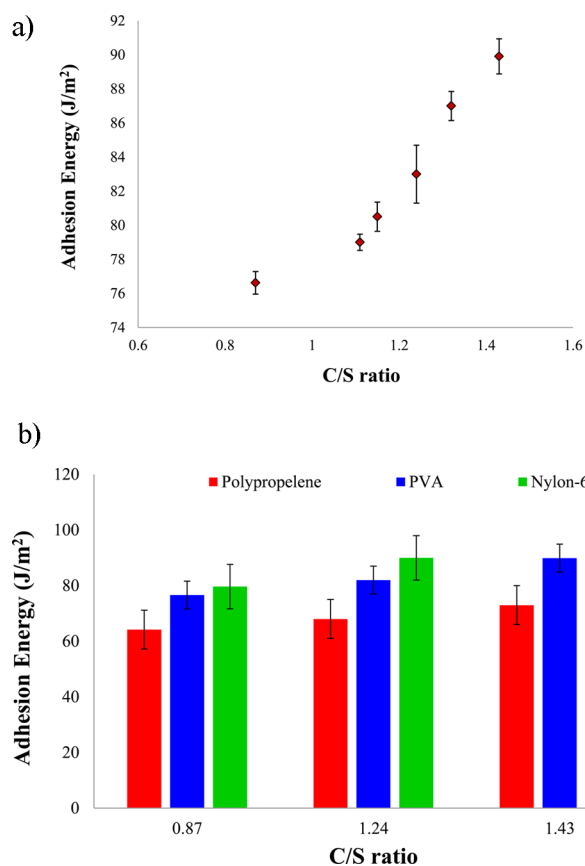 a)
92
90
88
86
84
82
80
78
76
74
Adhesion Energy (J/m²)
0.6 0.8 1 1.2 1.4 1.6
C/S ratio
b)
120
100
80
60
40
20
0
Adhesion Energy (J/m²)
Polypropelene PVA Nylon-6
0.87 1.24 1.43
C/S ratio